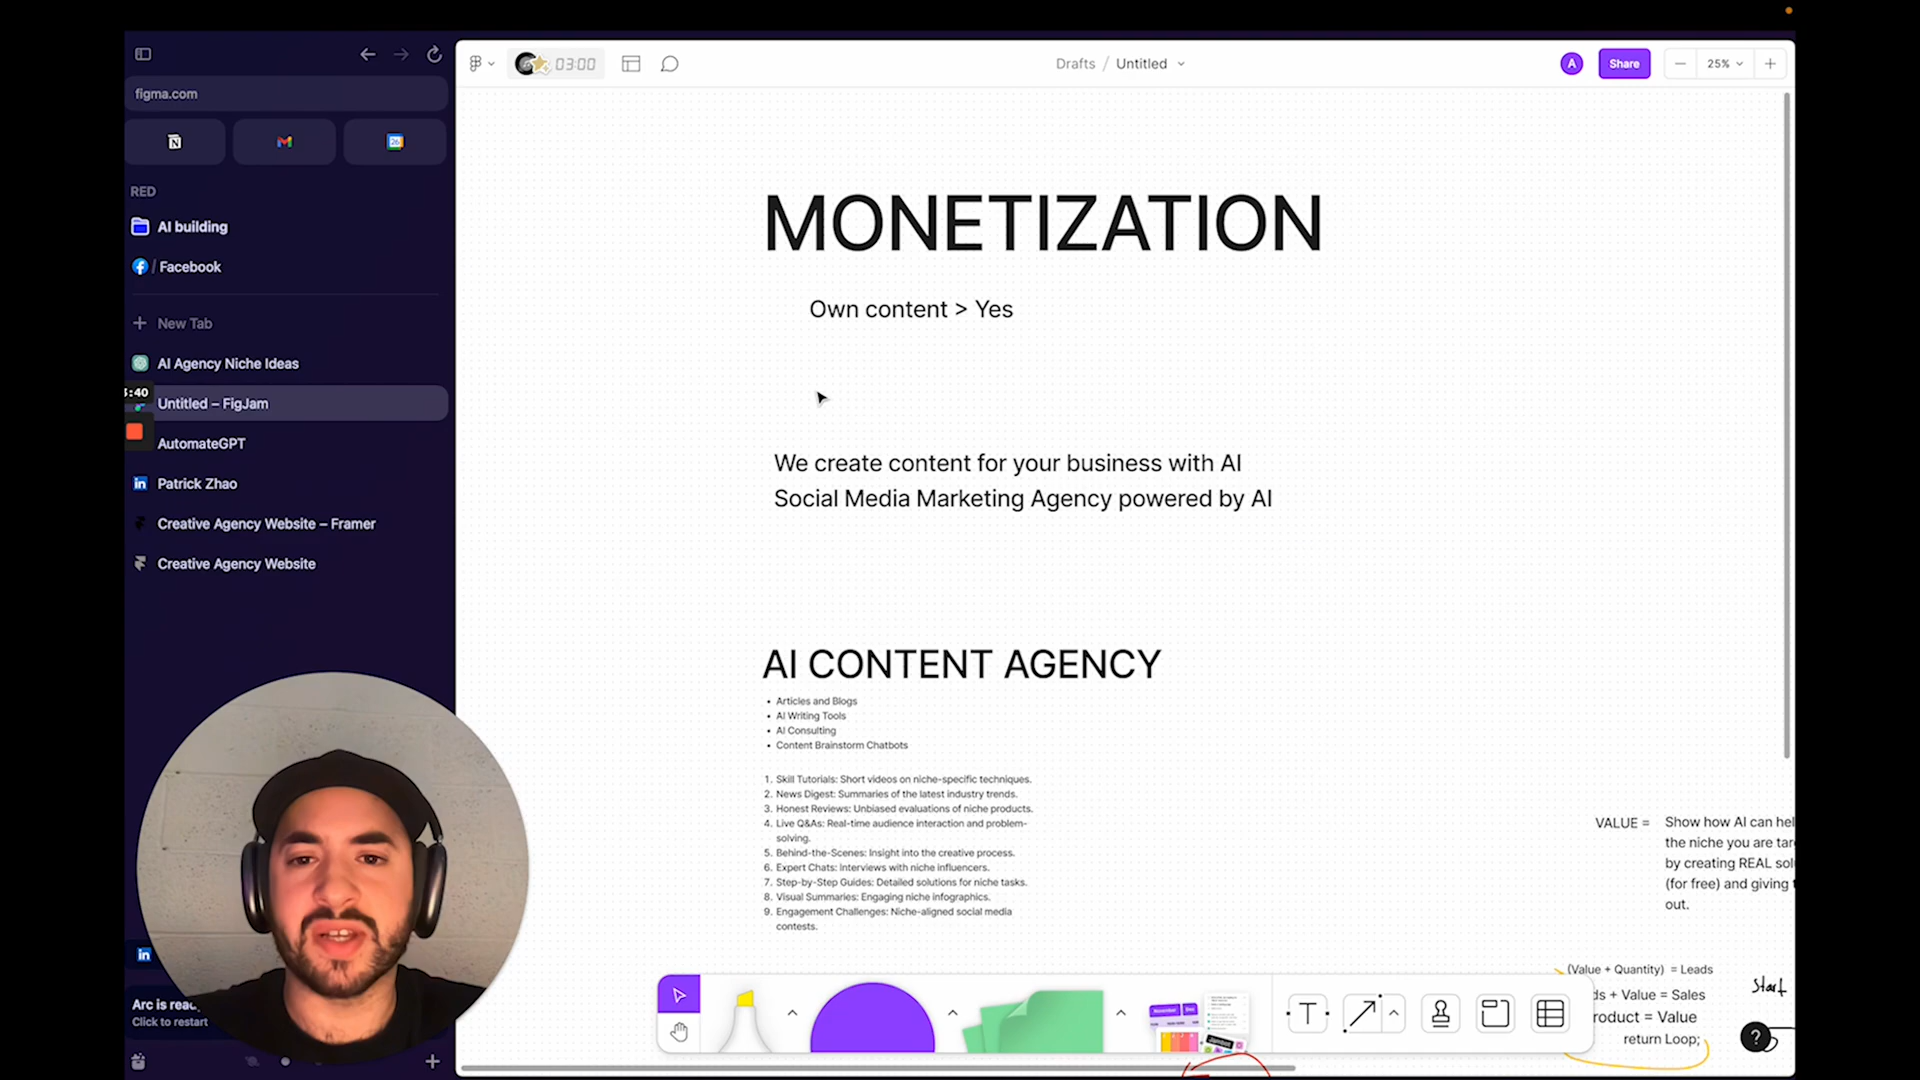 figma.com
RED
AI building
/ Facebook
+ New Tab
AI Agency Niche Ideas
:40
Untitled – FigJam
AutomateGPT
Patrick Zhao
Creative Agency Website – Framer
Creative Agency Website
Click to restart
03:00
Drafts / Untitled
A
Share
25%
MONETIZATION
Own content > Yes
We create content for your business with AI
Social Media Marketing Agency powered by AI
AI CONTENT AGENCY
• Articles and Blogs
• AI Writing Tools
• AI Consulting
• Content Brainstorm Chatbots
1. Skill Tutorials: Short videos on niche-specific techniques.
2. News Digest: Summaries of the latest industry trends.
3. Honest Reviews: Unbiased evaluations of niche products.
4. Live Q&As: Real-time audience interaction and problem-
solving.
5. Behind-the-Scenes: Insight into the creative process.
6. Expert Chats: Interviews with niche influencers.
7. Step-by-Step Guides: Detailed solutions for niche tasks.
8. Visual Summaries: Engaging niche infographics.
9. Engagement Challenges: Niche-aligned social media
contests.
VALUE = Show how AI can hel
the niche you are tar
by creating REAL sol
(for free) and giving
out.
(Value + Quantity) = Leads
ds + Value = Sales
roduct = Value
return Loop;
Start
Arc is rea
?